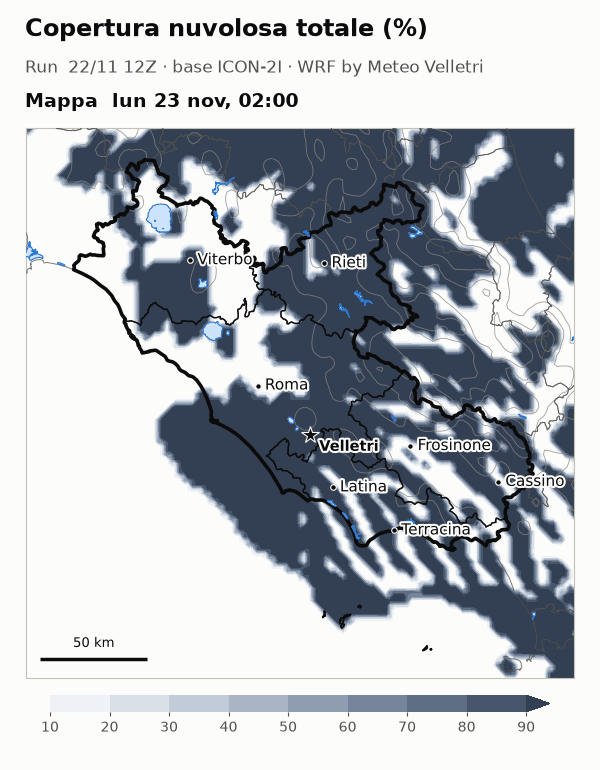 Copertura nuvolosa totale (%)
Run 22/11 12Z · base ICON-2I · WRF by Meteo Velletri
Mappa lun 23 nov, 02:00
Viterbo
Rieti
Roma
Velletri
Frosinone
Latina
Cassino
Terracina
50 km
10 20 30 40 50 60 70 80 90